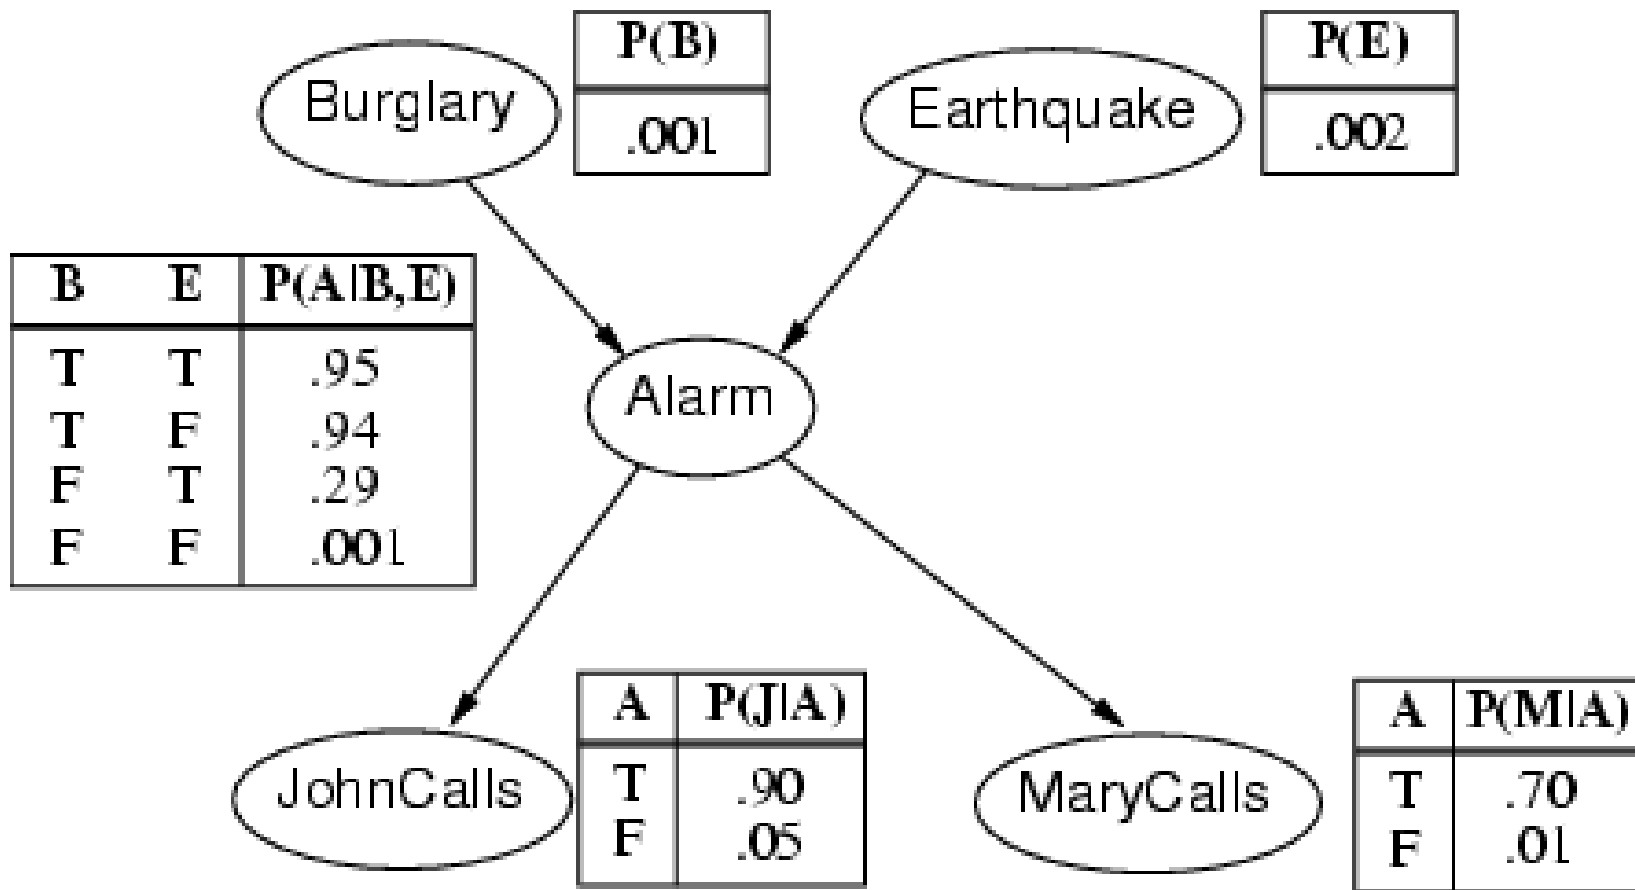 Burglary
P(B)
.001
Earthquake
P(E)
.002
B E P(A|B,E)
T T .95
T F .94
F T .29
F F .001
Alarm
JohnCalls
A P(J|A)
T .90
F .05
MaryCalls
A P(M|A)
T .70
F .01